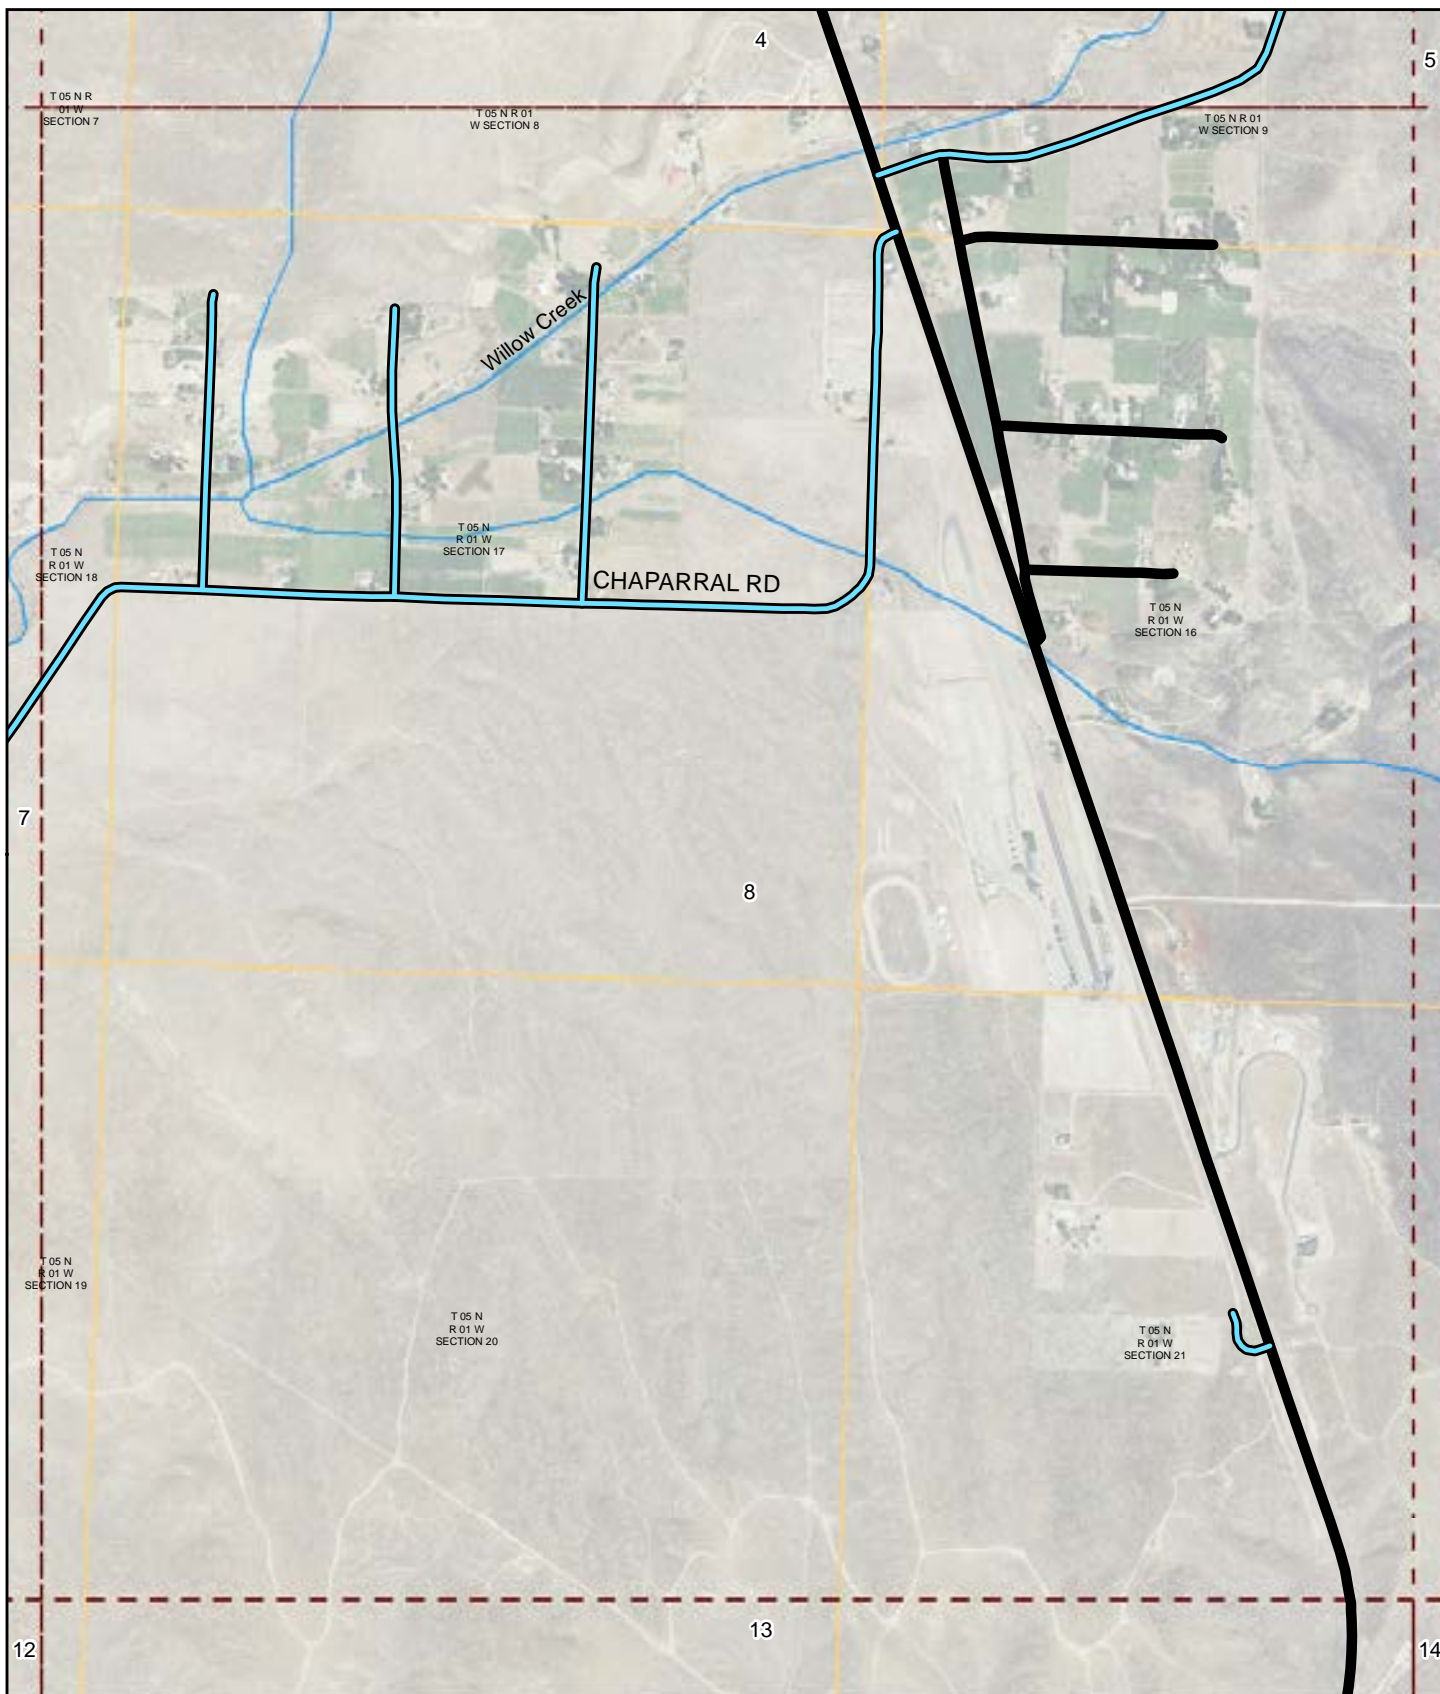 4
5
T 05 N R
01 W
SECTION 7
T 05 N R 01
W SECTION 8
T 05 N R 01
W SECTION 9
Willow Creek
T 05 N
R 01 W
SECTION 17
T 05 N
R 01 W
SECTION 18
CHAPARRAL RD
T 05 N
R 01 W
SECTION 16
7
8
T 05 N
R 01 W
SECTION 19
T 05 N
R 01 W
SECTION 20
T 05 N
R 01 W
SECTION 21
12
13
14